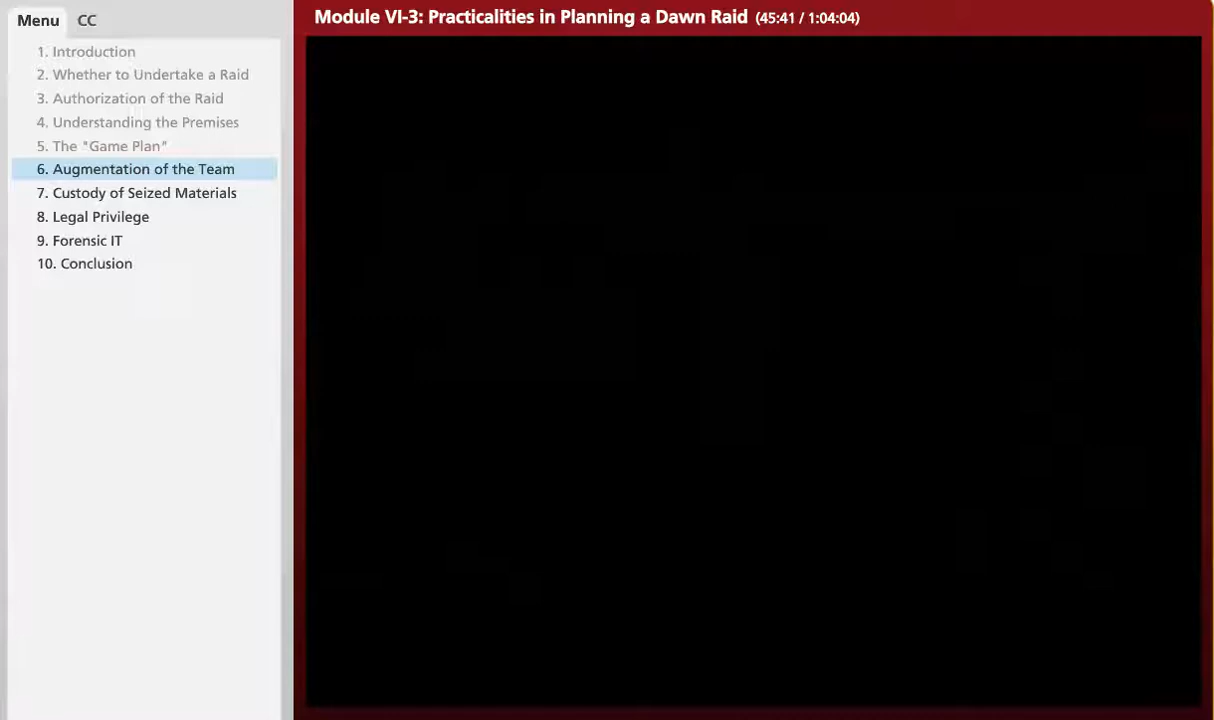 Menu CC
Module VI-3: Practicalities in Planning a Dawn Raid (45:41 / 1:04:04)
1. Introduction
2. Whether to Undertake a Raid
3. Authorization of the Raid
4. Understanding the Premises
5. The "Game Plan"
6. Augmentation of the Team
7. Custody of Seized Materials
8. Legal Privilege
9. Forensic IT
10. Conclusion